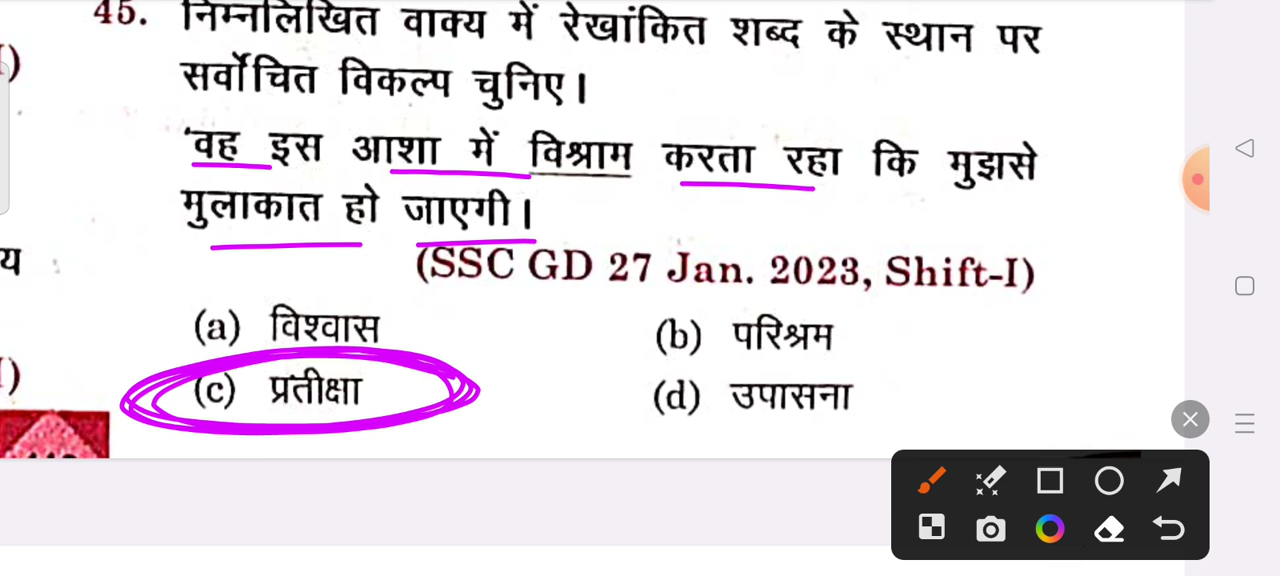 45. निम्नलिखित वाक्य में रेखांकित शब्द के स्थान पर
सर्वोचित विकल्प चुनिए।
'वह इस आशा में विश्राम करता रहा कि मुझसे
मुलाकात हो जाएगी।
(SSC GD 27 Jan. 2023, Shift-I)
(a) विश्वास (b) परिश्रम
(c) प्रतीक्षा (d) उपासना
य